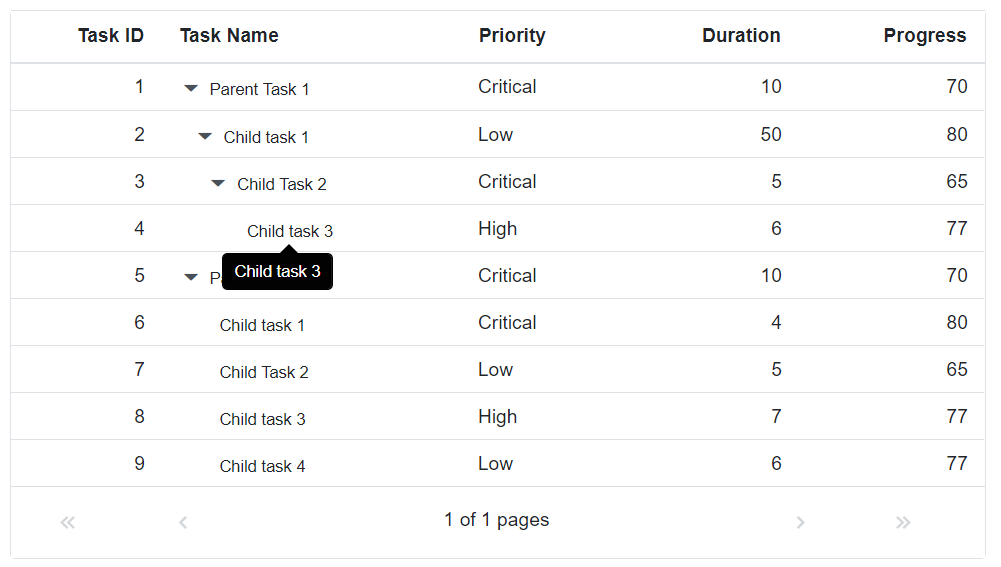 Task ID Task Name Priority Duration Progress
1 Parent Task 1 Critical 10 70
2 Child task 1 Low 50 80
3 Child Task 2 Critical 5 65
4 Child task 3 High 6 77
Child task 3
5 Critical 10 70
6 Child task 1 Critical 4 80
7 Child Task 2 Low 5 65
8 Child task 3 High 7 77
9 Child task 4 Low 6 77
1 of 1 pages